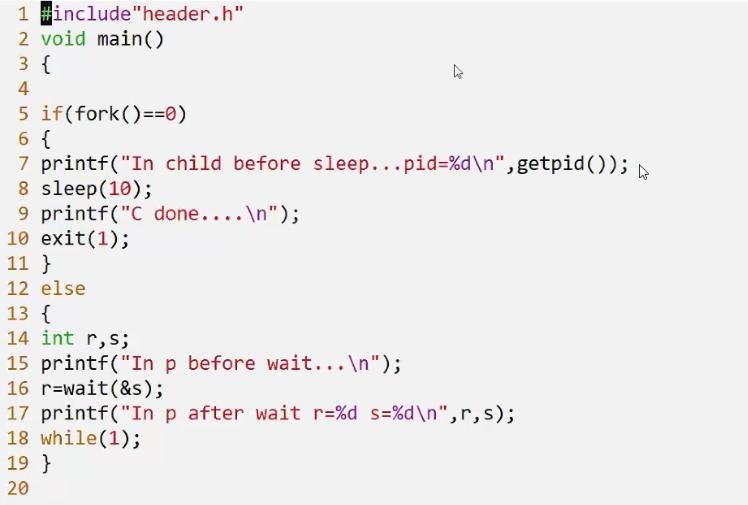 1 #include"header.h"
2 void main()
3 {
4
5 if(fork()==0)
6 {
7 printf("In child before sleep...pid=%d\n",getpid());
8 sleep(10);
9 printf("C done....\n");
10 exit(1);
11 }
12 else
13 {
14 int r,s;
15 printf("In p before wait...\n");
16 r=wait(&s);
17 printf("In p after wait r=%d s=%d\n",r,s);
18 while(1);
19 }
20